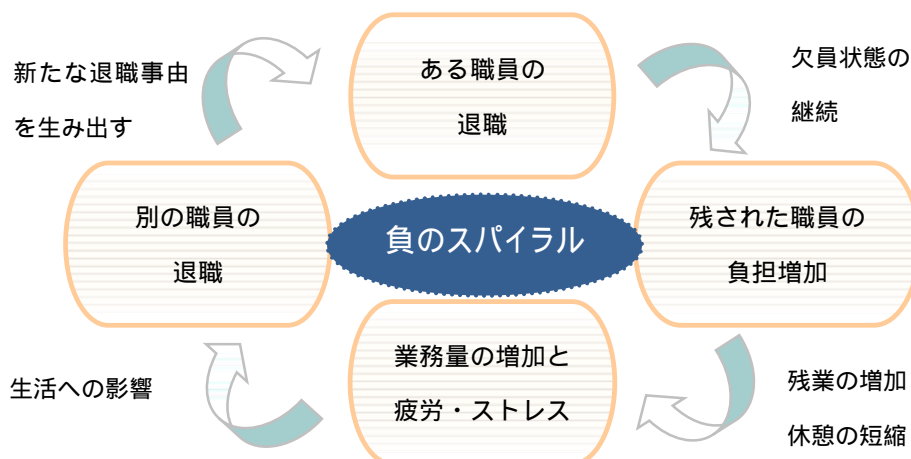 ある職員の
退職
欠員状態の
継続
残された職員の
負担増加
残業の増加
休憩の短縮
業務量の増加と
疲労・ストレス
生活への影響
別の職員の
退職
新たな退職事由
を生み出す
負のスパイラル